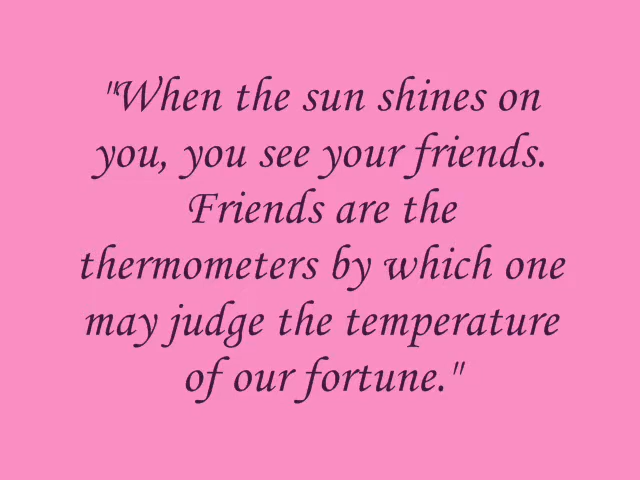 "When the sun shines on
you, you see your friends.
Friends are the
thermometers by which one
may judge the temperature
of our fortune."